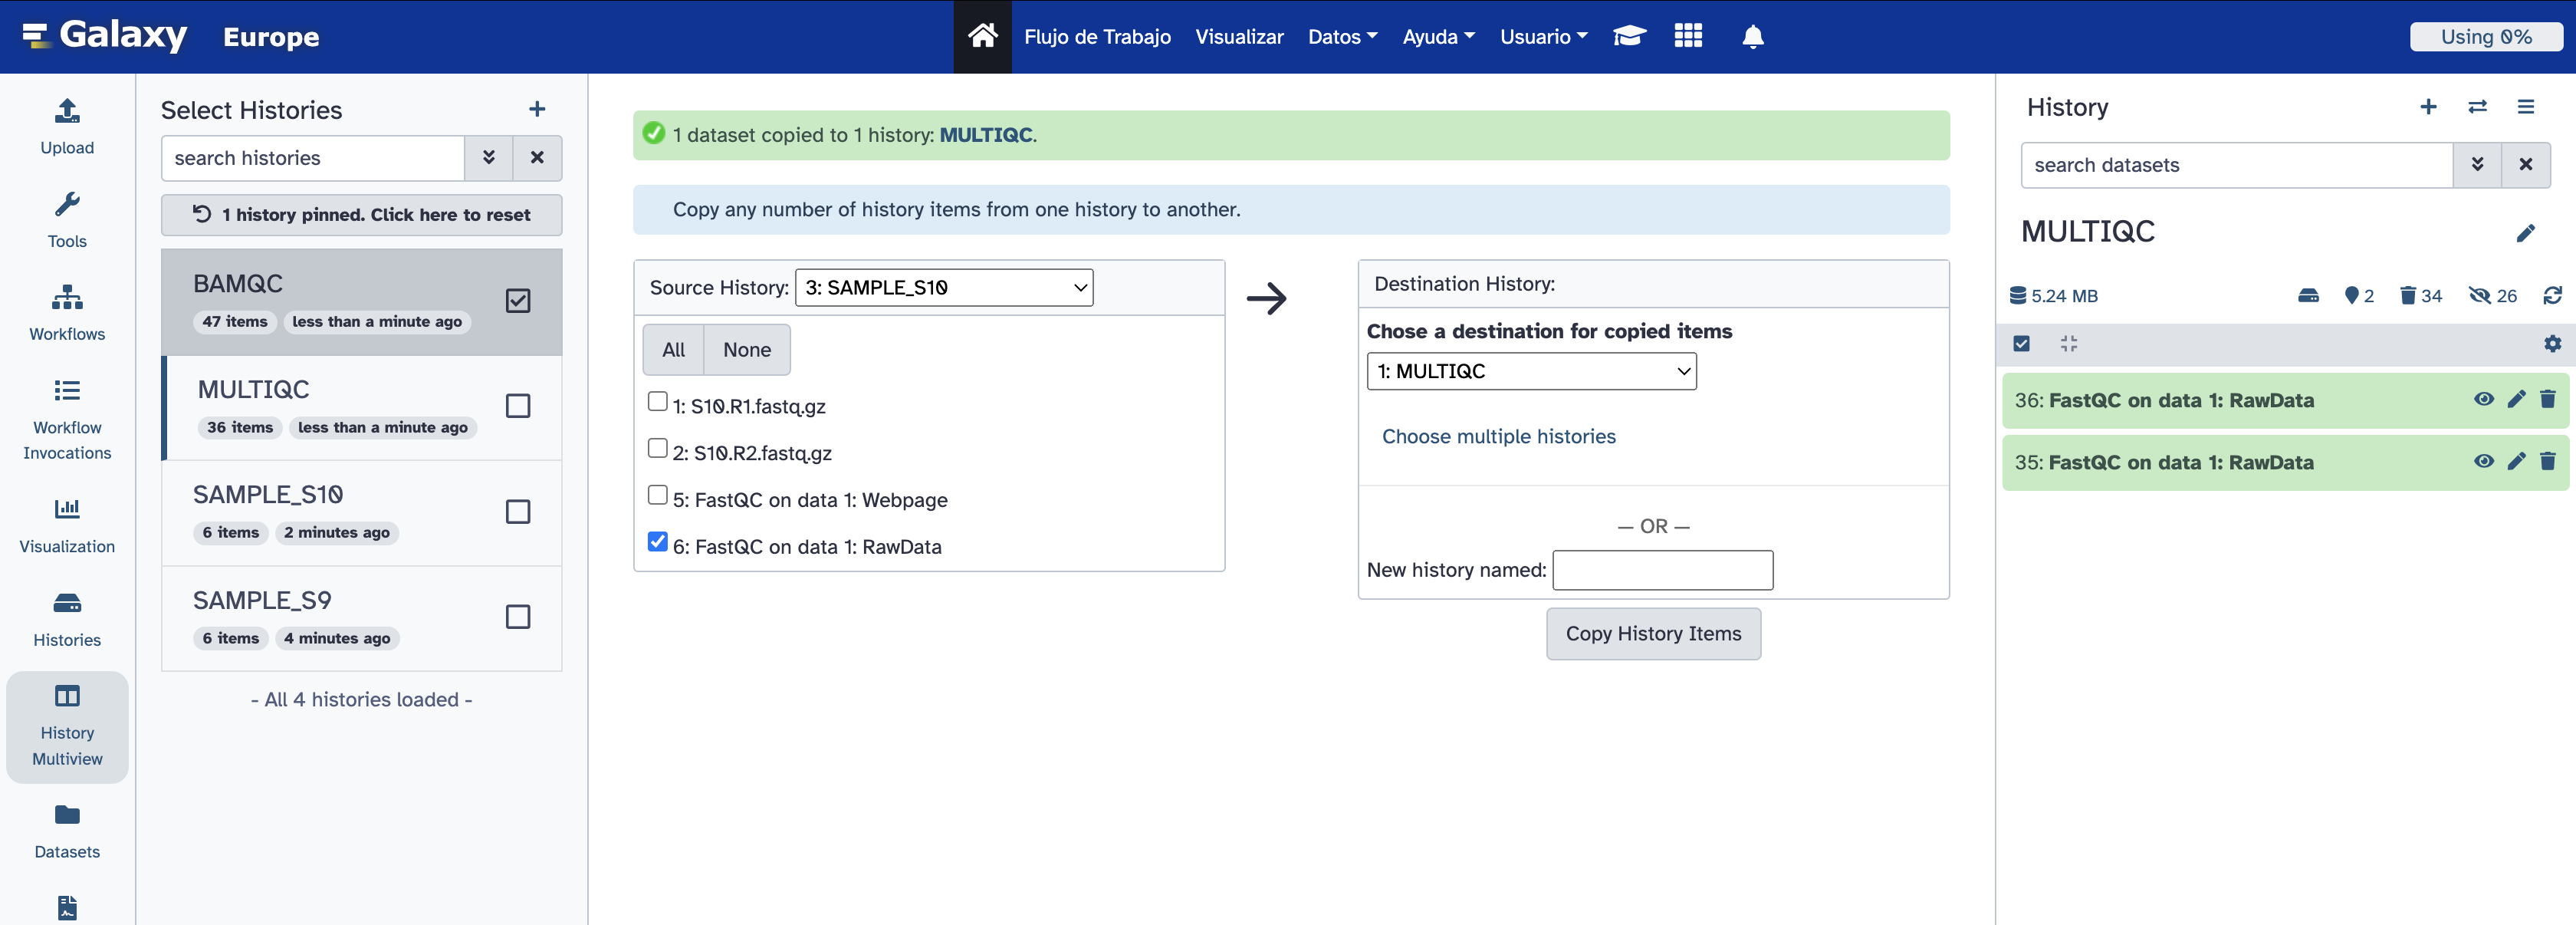 Galaxy Europe
Flujo de Trabajo Visualizar Datos Ayuda Usuario
Using 0%
Upload
Tools
Workflows
Workflow
Invocations
Visualization
Histories
History
Multiview
Datasets
Select Histories
search histories
1 history pinned. Click here to reset
BAMQC
47 items less than a minute ago
MULTIQC
36 items less than a minute ago
SAMPLE_S10
6 items 2 minutes ago
SAMPLE_S9
6 items 4 minutes ago
- All 4 histories loaded -
1 dataset copied to 1 history: MULTIQC.
Copy any number of history items from one history to another.
Source History: 3: SAMPLE_S10
All None
1: S10.R1.fastq.gz
2: S10.R2.fastq.gz
5: FastQC on data 1: Webpage
6: FastQC on data 1: RawData
Destination History:
Chose a destination for copied items
1: MULTIQC
Choose multiple histories
— OR —
New history named:
Copy History Items
History
search datasets
MULTIQC
5.24 MB 2 34 26
36: FastQC on data 1: RawData
35: FastQC on data 1: RawData